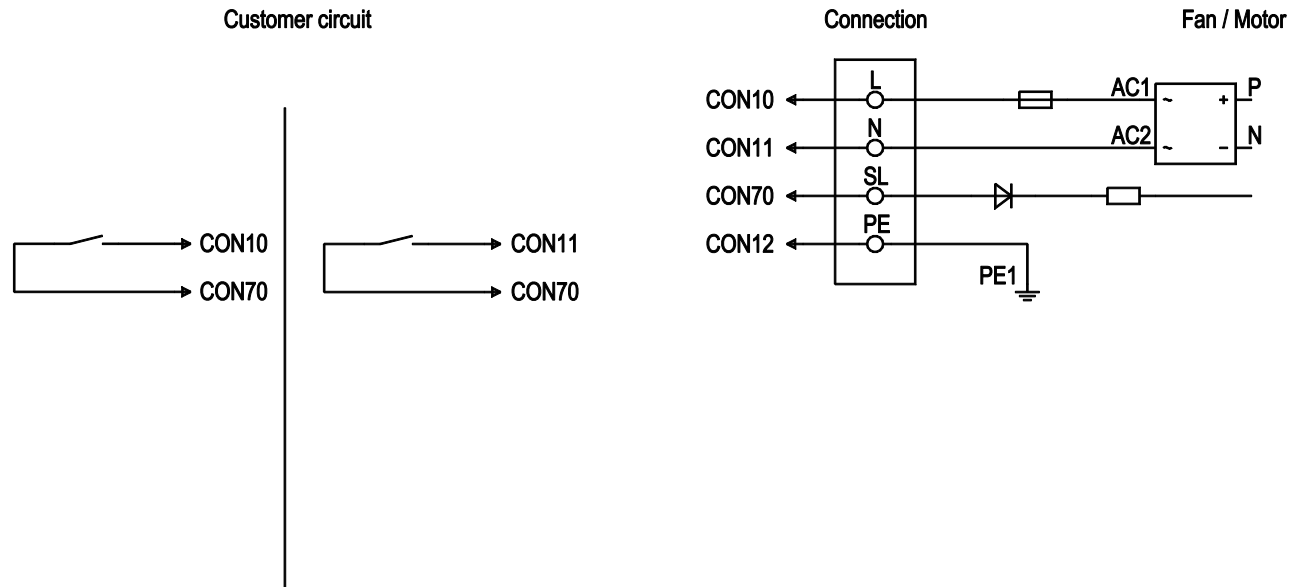 Customer circuit
Connection
Fan / Motor
CON10
L
AC1
~
+
P
CON11
N
AC2
~
−
N
CON70
SL
CON12
PE
PE1
CON10
CON70
CON11
CON70